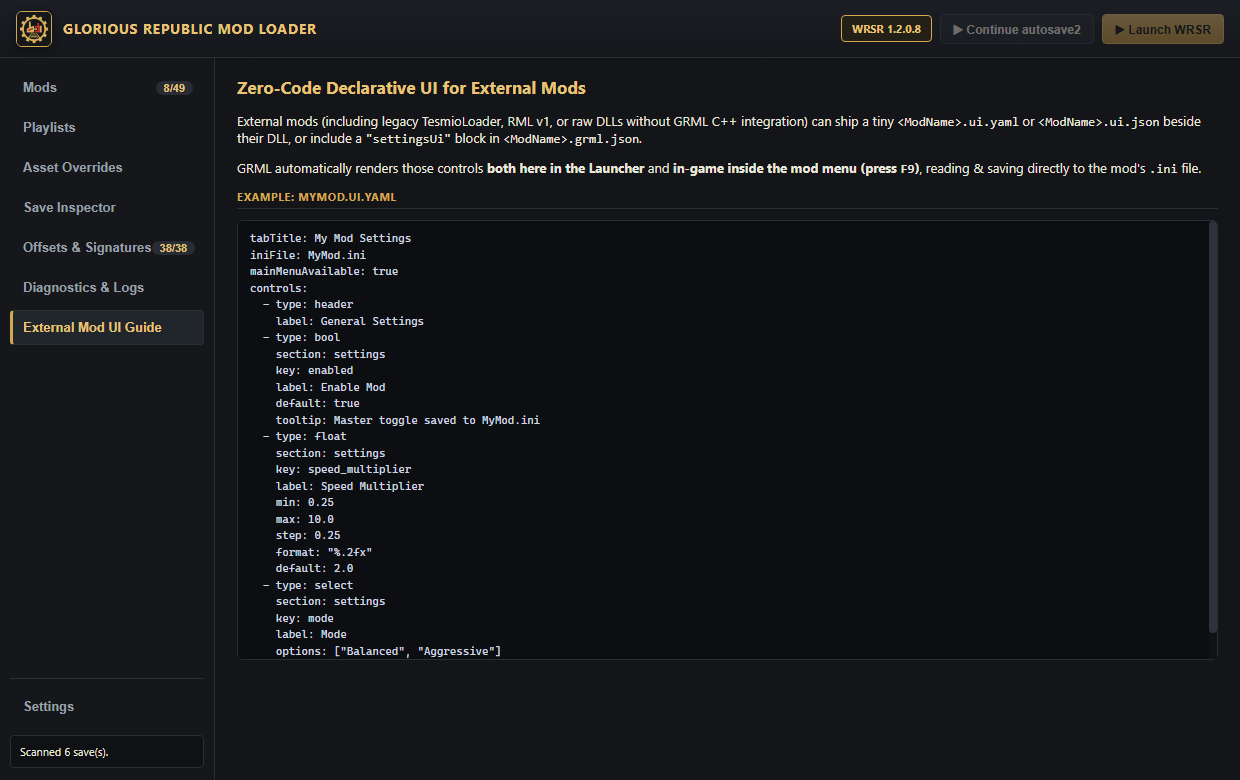 GLORIOUS REPUBLIC MOD LOADER
WRSR 1.2.0.8
▶ Continue autosave2
▶ Launch WRSR
Mods
8/49
Playlists
Asset Overrides
Save Inspector
Offsets & Signatures
38/38
Diagnostics & Logs
External Mod UI Guide
Settings
Scanned 6 save(s).
Zero-Code Declarative UI for External Mods
External mods (including legacy TesmioLoader, RML v1, or raw DLLs without GRML C++ integration) can ship a tiny <ModName>.ui.yaml or <ModName>.ui.json beside
their DLL, or include a "settingsUi" block in <ModName>.grml.json.
GRML automatically renders those controls both here in the Launcher and in-game inside the mod menu (press F9), reading & saving directly to the mod's .ini file.
EXAMPLE: MYMOD.UI.YAML
tabTitle: My Mod Settings
iniFile: MyMod.ini
mainMenuAvailable: true
controls:
  - type: header
    label: General Settings
  - type: bool
    section: settings
    key: enabled
    label: Enable Mod
    default: true
    tooltip: Master toggle saved to MyMod.ini
  - type: float
    section: settings
    key: speed_multiplier
    label: Speed Multiplier
    min: 0.25
    max: 10.0
    step: 0.25
    format: "%.2fx"
    default: 2.0
  - type: select
    section: settings
    key: mode
    label: Mode
    options: ["Balanced", "Aggressive"]